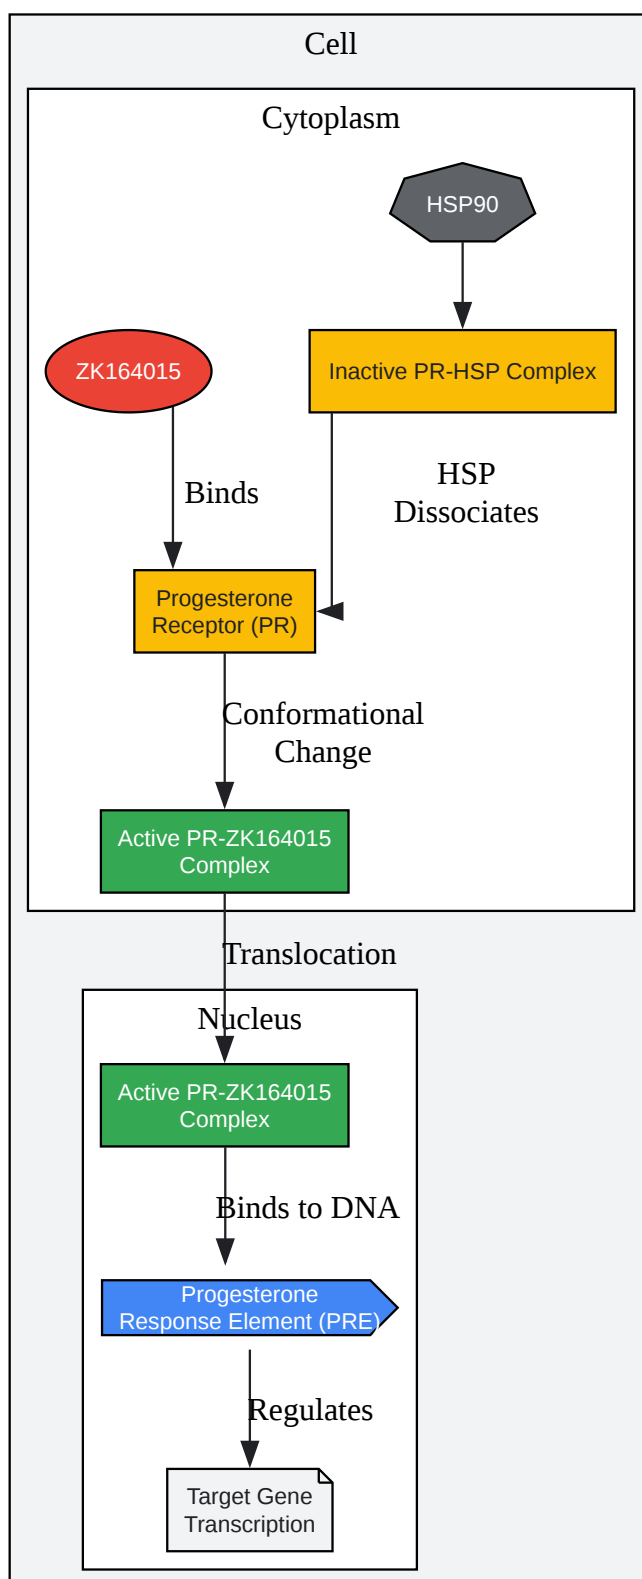 Cell
Cytoplasm
HSP90
ZK164015
Inactive PR-HSP Complex
Binds
HSP
Dissociates
Progesterone
Receptor (PR)
Conformational
Change
Active PR-ZK164015
Complex
Translocation
Nucleus
Active PR-ZK164015
Complex
Binds to DNA
Progesterone
Response Element (PRE)
Regulates
Target Gene
Transcription